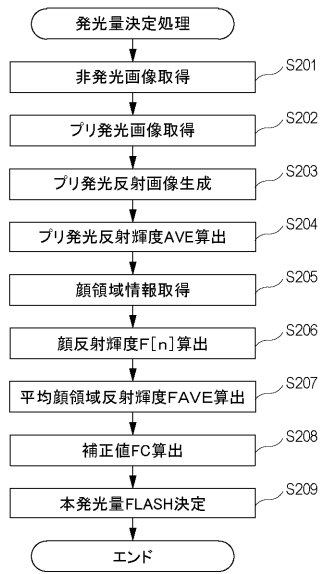 発光量決定処理
S201
非発光画像取得
S202
プリ発光画像取得
S203
プリ発光反射画像生成
S204
プリ発光反射輝度AVE算出
S205
顔領域情報取得
S206
顔反射輝度F[n]算出
S207
平均顔領域反射輝度FAVE算出
S208
補正値FC算出
S209
本発光量FLASH決定
エンド